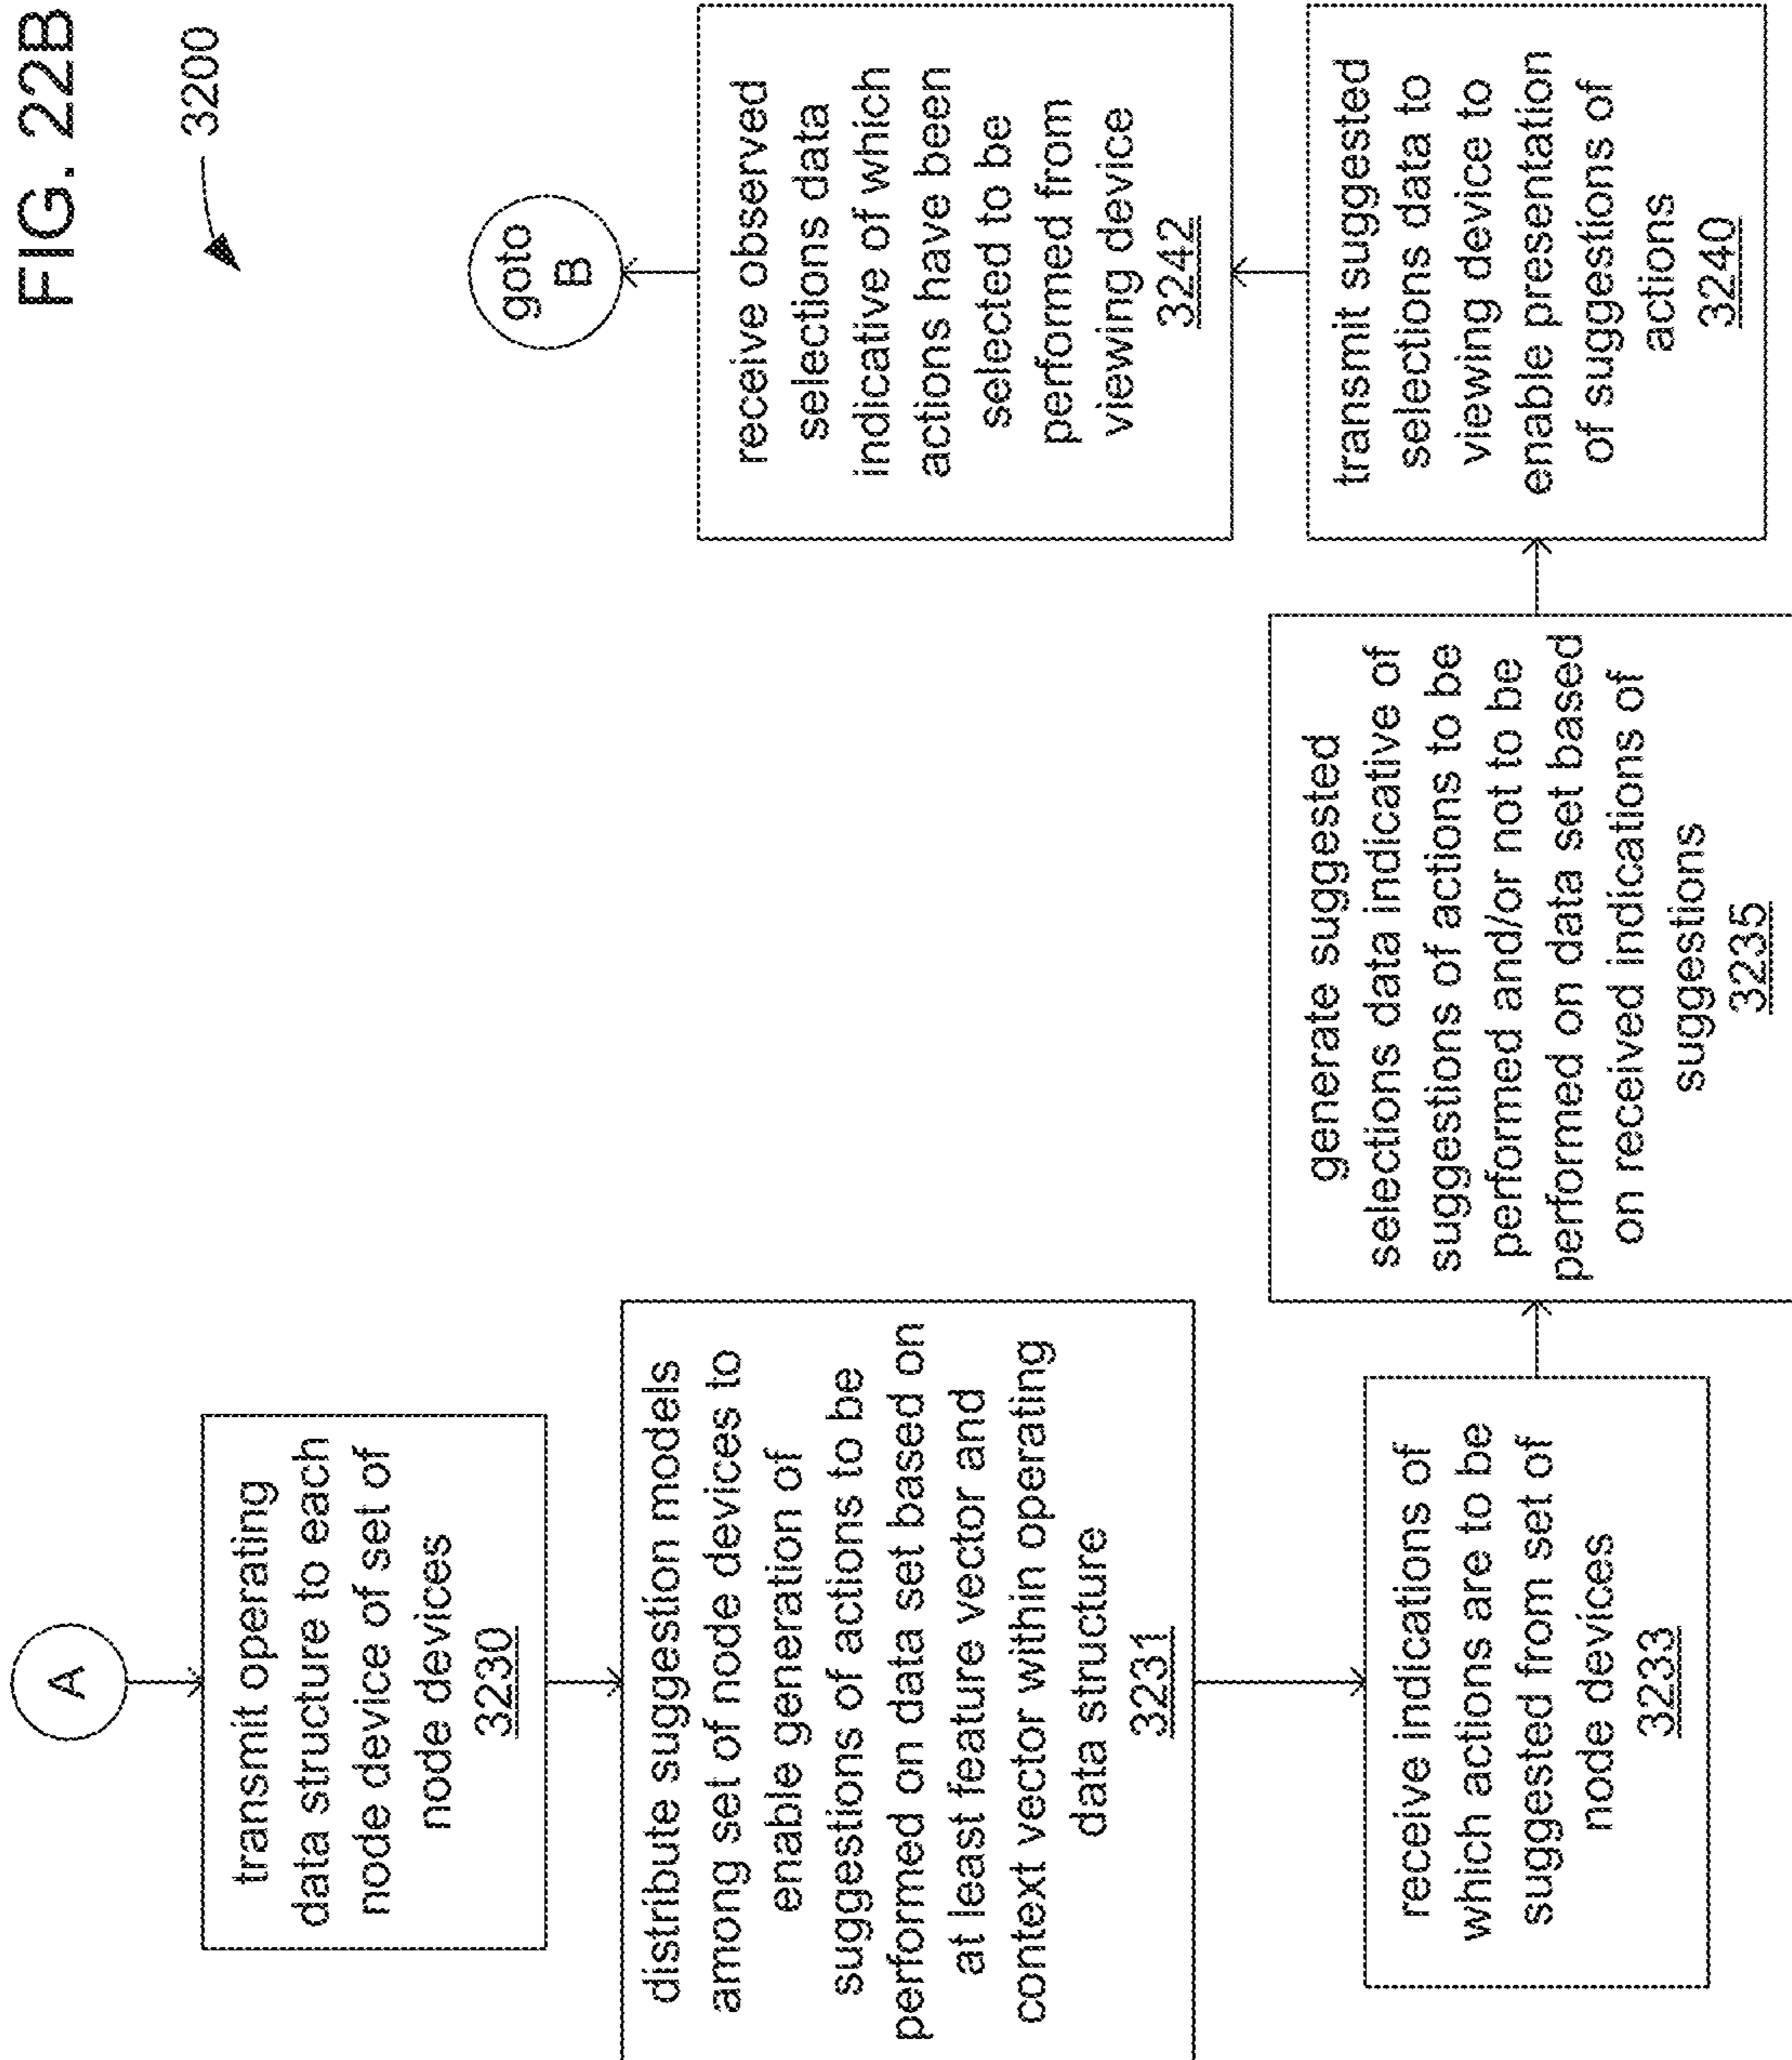 FIG. 22B
3200
A
transmit operating
data structure to each
node device of set of
node devices
3230
distribute suggestion models
among set of node devices to
enable generation of
suggestions of actions to be
performed on data set based on
at least feature vector and
context vector within operating
data structure
3231
receive indications of
which actions are to be
suggested from set of
node devices
3233
generate suggested
selections data indicative of
suggestions of actions to be
performed and/or not to be
performed on data set based
on received indications of
suggestions
3235
transmit suggested
selections data to
viewing device to
enable presentation
of suggestions of
actions
3240
receive observed
selections data
indicative of which
actions have been
selected to be
performed from
viewing device
3242
goto
B